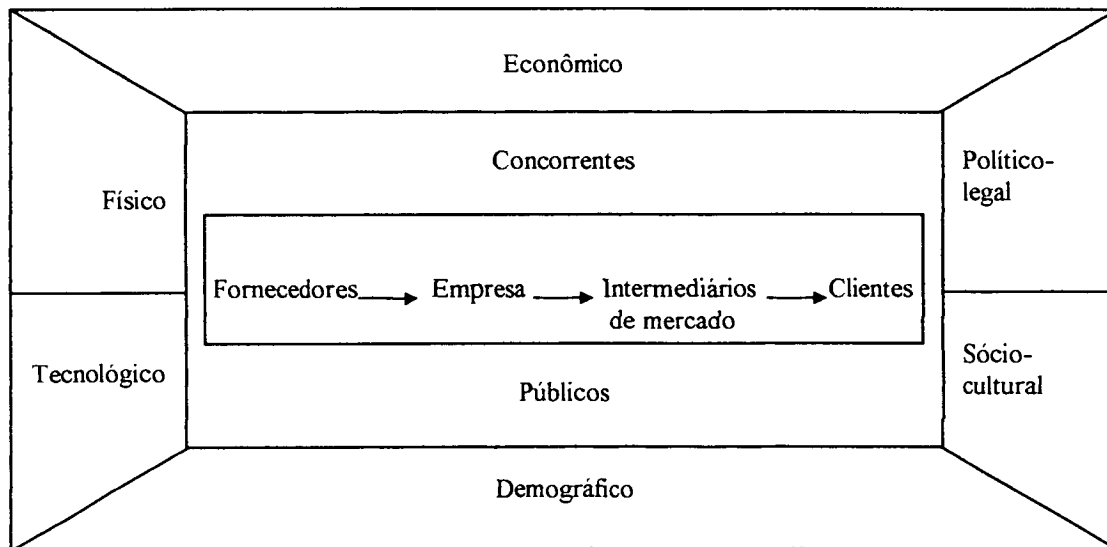 Econômico
Concorrentes
Físico
Político-
legal
Fornecedores Empresa Intermediários
de mercado Clientes
Tecnológico
Públicos
Sócio-
cultural
Demográfico